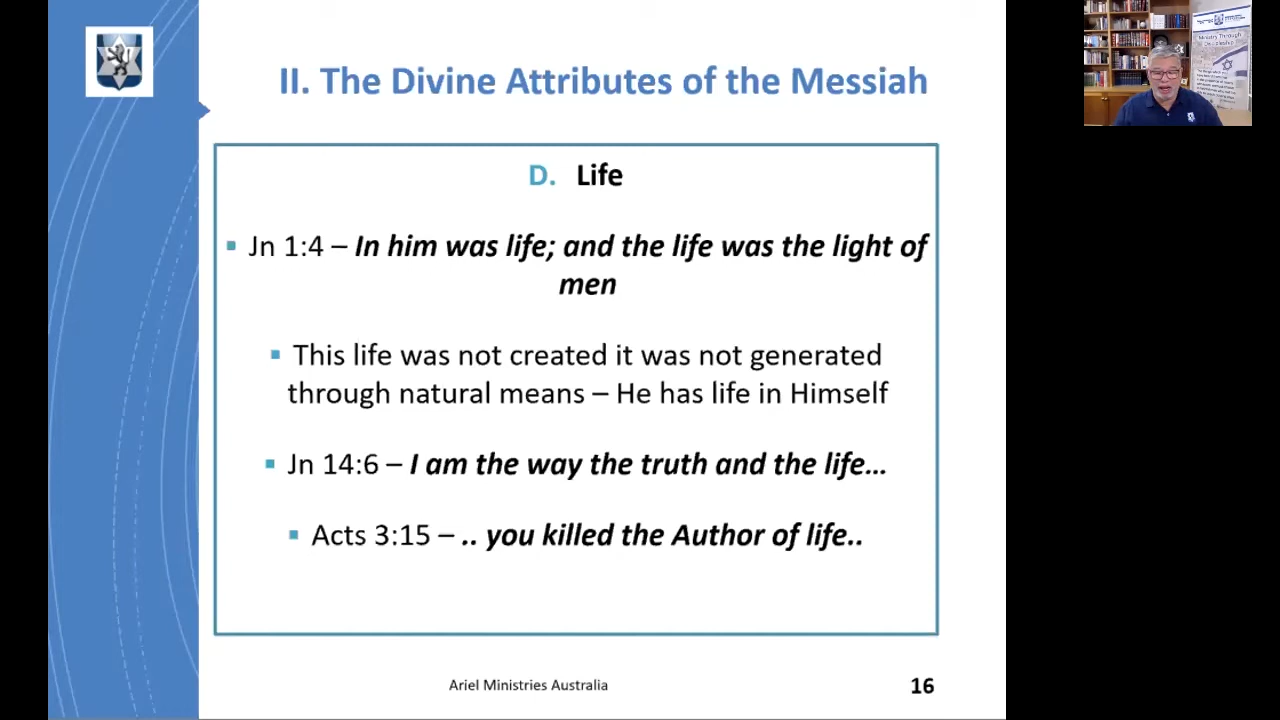 II. The Divine Attributes of the Messiah
D. Life
▪ Jn 1:4 – In him was life; and the life was the light of
men
▪ This life was not created it was not generated
through natural means – He has life in Himself
▪ Jn 14:6 – I am the way the truth and the life…
▪ Acts 3:15 – .. you killed the Author of life..
Ariel Ministries Australia
16
Ministry Through